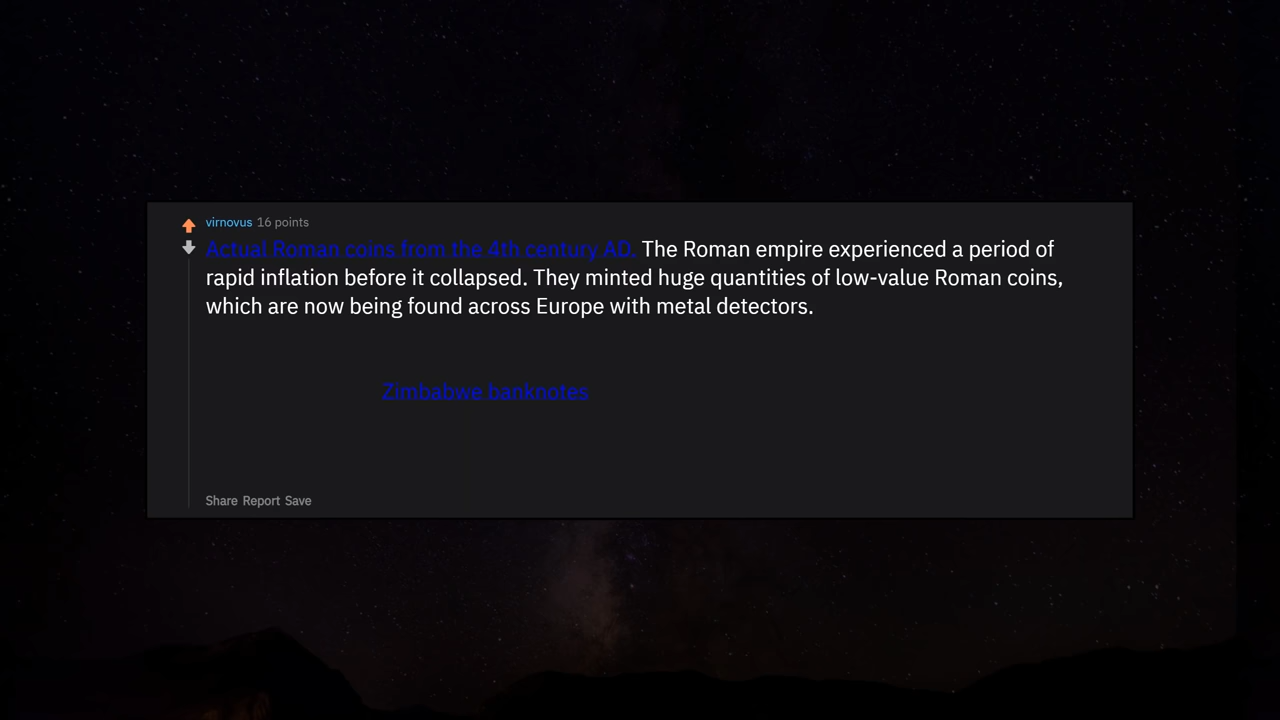 virnovus 16 points
Actual Roman coins from the 4th century AD. The Roman empire experienced a period of
rapid inflation before it collapsed. They minted huge quantities of low-value Roman coins,
which are now being found across Europe with metal detectors.
Zimbabwe banknotes
Share Report Save